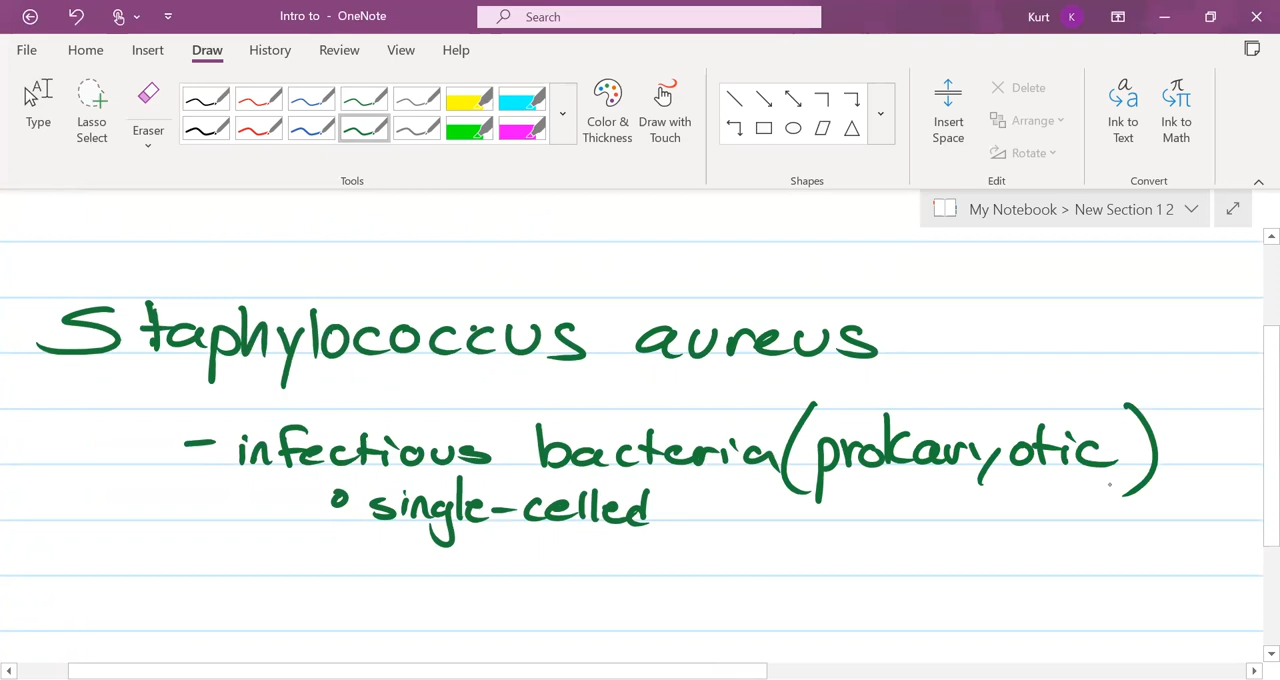 Intro to - OneNote
Search
Kurt K
File Home Insert Draw History Review View Help
Type
Lasso Select
Eraser
Color & Thickness
Draw with Touch
Insert Space
Delete
Arrange
Rotate
Ink to Text
Ink to Math
Tools Shapes Edit Convert
My Notebook > New Section 1 2
Staphylococcus aureus
- infectious bacteria (prokaryotic)
° single-celled